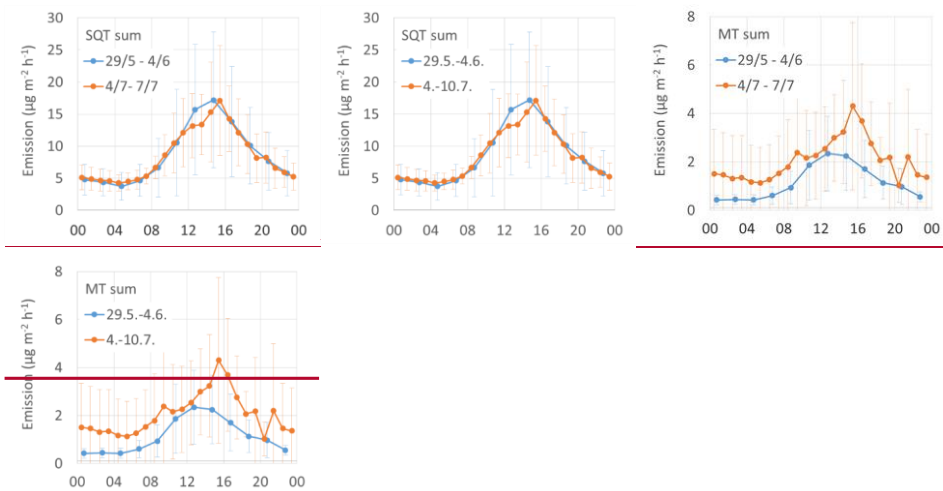 30
25
20
15
10
5
0
Emission (µg m⁻² h⁻¹)
SQT sum
29/5 - 4/6
4/7- 7/7
00 04 08 12 16 20 00
30
25
20
15
10
5
0
Emission (µg m⁻² h⁻¹)
SQT sum
29.5.-4.6.
4.-10.7.
00 04 08 12 16 20 00
8
6
4
2
0
Emission (µg m⁻² h⁻¹)
MT sum
29/5 - 4/6
4/7 - 7/7
00 04 08 12 16 20 00
8
6
4
2
0
Emission (µg m⁻² h⁻¹)
MT sum
29.5.-4.6.
4.-10.7.
00 04 08 12 16 20 00